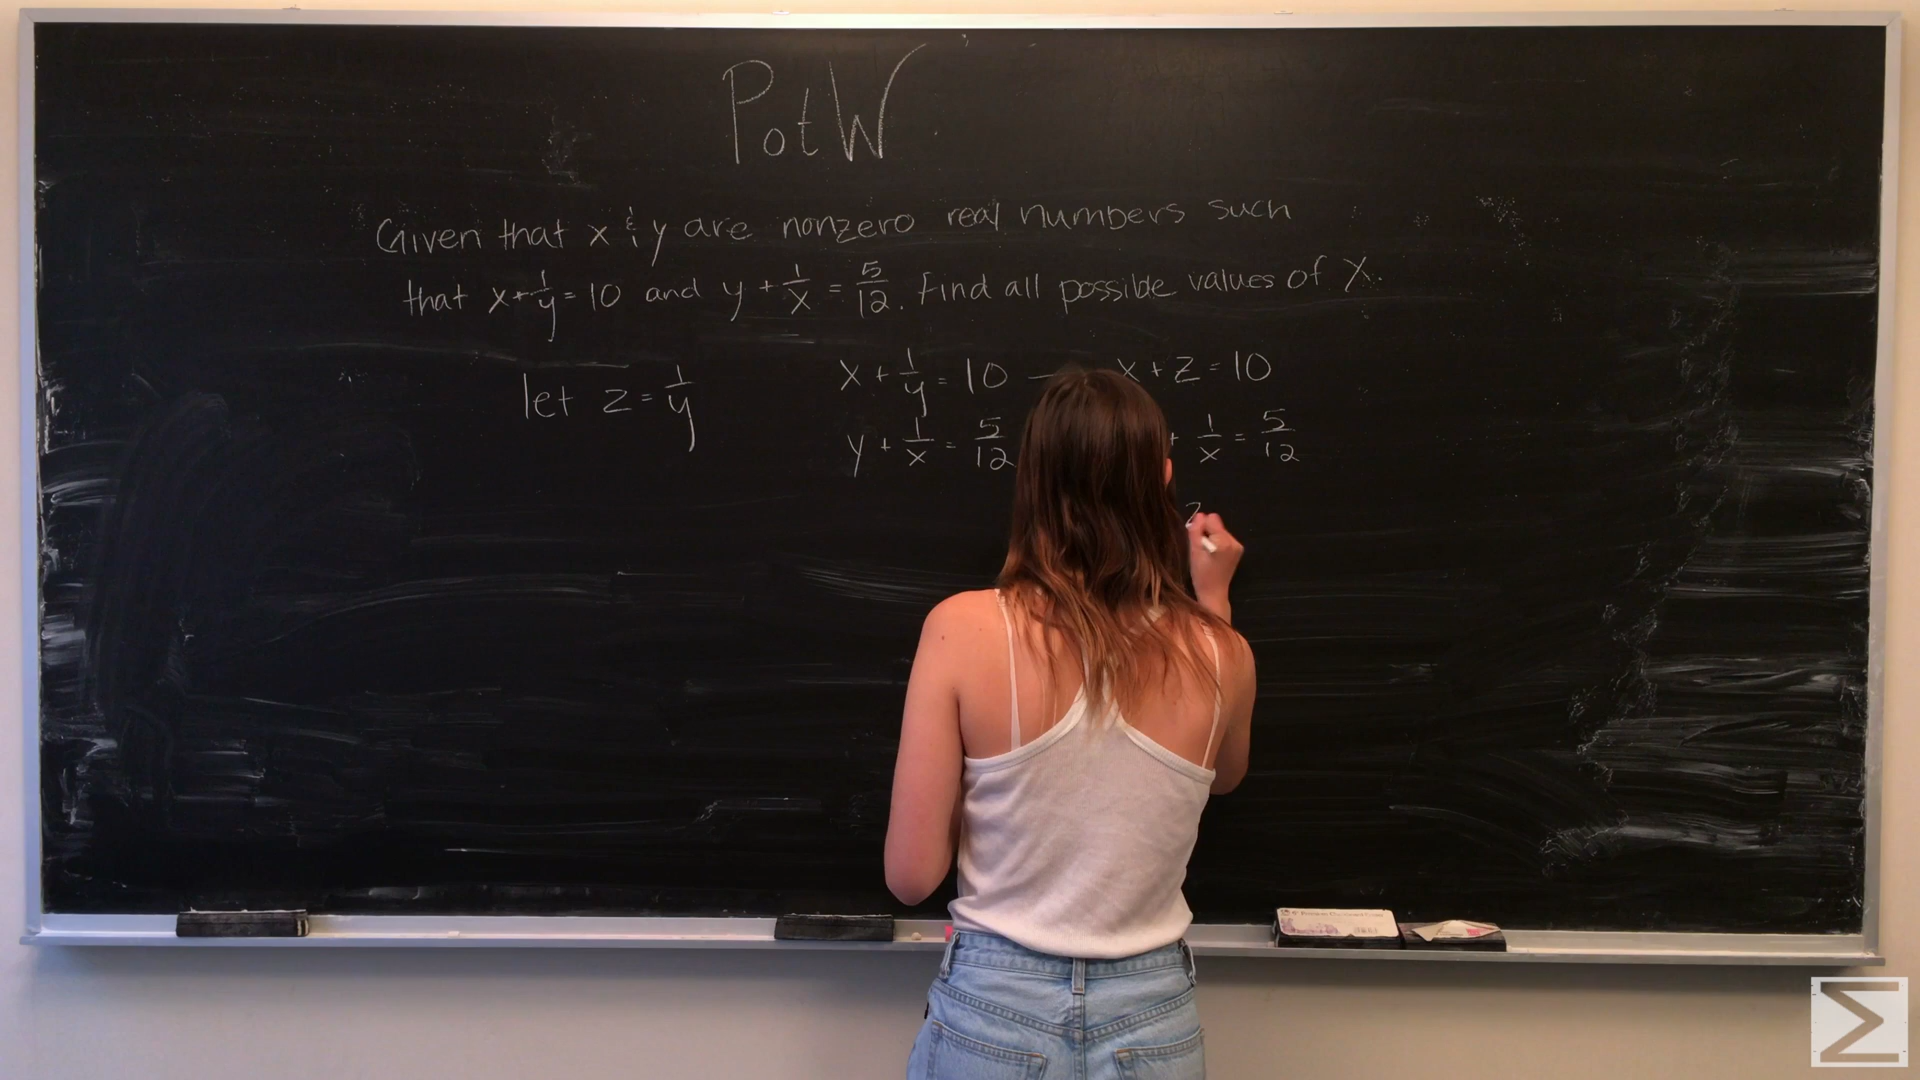 PotW
Given that x & y are nonzero real numbers such
that x + 1/y = 10 and y + 1/x = 5/12. Find all possible values of X.
let z = 1/y
x + 1/y = 10 — x + z = 10
y + 1/x = 5/12 + 1/x = 5/12
Σ